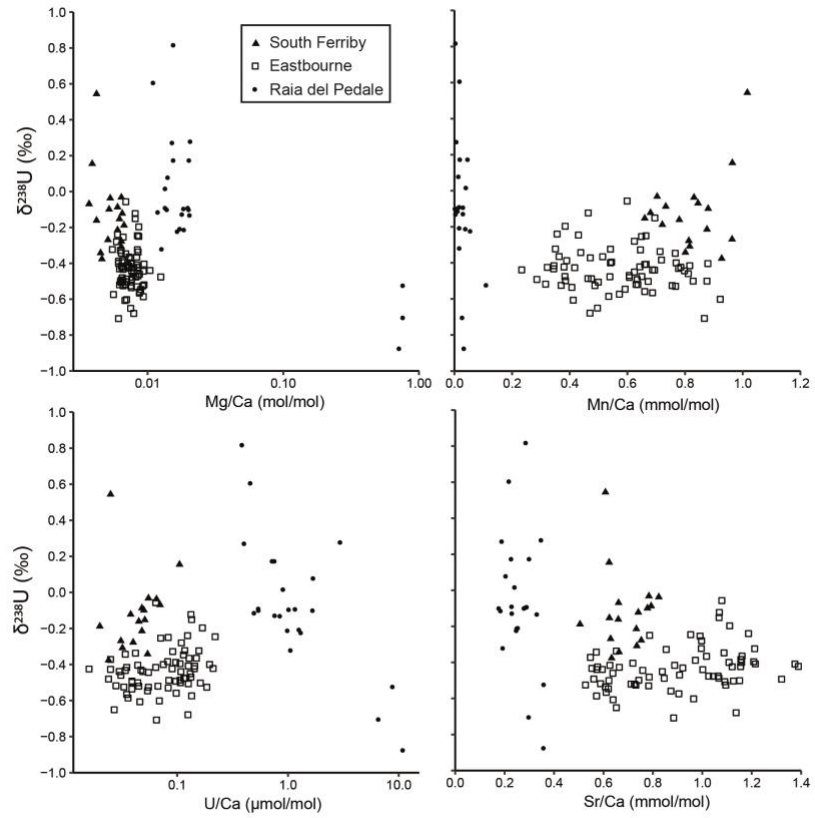 1.0
0.8
0.6
0.4
0.2
0.0
−0.2
−0.4
−0.6
−0.8
−1.0
δ²³⁸U (‰)
South Ferriby
Eastbourne
Raia del Pedale
0.01 0.10 1.00
Mg/Ca (mol/mol)
0.0 0.2 0.4 0.6 0.8 1.0 1.2
Mn/Ca (mmol/mol)
1.0
0.8
0.6
0.4
0.2
0.0
−0.2
−0.4
−0.6
−0.8
−1.0
δ²³⁸U (‰)
0.1 1.0 10.0
U/Ca (μmol/mol)
0.0 0.2 0.4 0.6 0.8 1.0 1.2 1.4
Sr/Ca (mmol/mol)